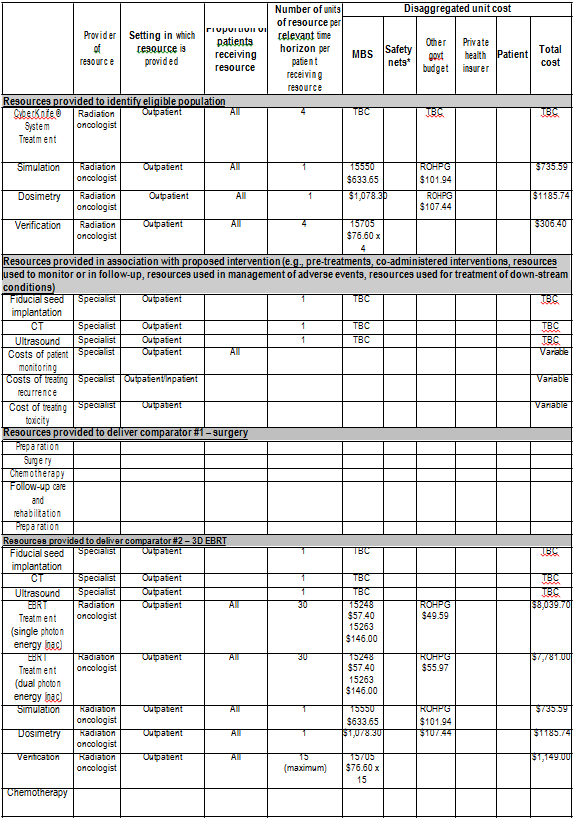 Number of units
of resource per
relevant time
horizon per
patient
receiving
resource
Disaggregated unit cost
Provider
of
resource
Setting in which
resource is
provided
Proportion of
patients
receiving
resource
MBS
Safety
nets*
Other
govt
budget
Private
health
insurer
Patient
Total
cost
Resources provided to identify eligible population
CyberKnife®
System
Treatment
Radiation
oncologist
Outpatient
All
4
TBC
TBC
TBC
Simulation
Radiation
oncologist
Outpatient
All
1
15550
$633.65
ROHPG
$101.94
$735.59
Dosimetry
Radiation
oncologist
Outpatient
All
1
$1,078.30
ROHPG
$107.44
$1185.74
Verification
Radiation
oncologist
Outpatient
All
4
15705
$76.60 x
4
$306.40
Resources provided in association with proposed intervention (e.g., pre-treatments, co-administered interventions, resources
used to monitor or in follow-up, resources used in management of adverse events, resources used for treatment of down-stream
conditions)
Fiducial seed
implantation
Specialist
Outpatient
1
TBC
TBC
CT
Specialist
Outpatient
1
TBC
TBC
Ultrasound
Specialist
Outpatient
1
TBC
TBC
Costs of patient
monitoring
Specialist
Outpatient
All
Variable
Costs of treating
recurrence
Specialist
Outpatient/Inpatient
Variable
Cost of treating
toxicity
Specialist
Outpatient
Variable
Resources provided to deliver comparator #1 – surgery
Preparation
Surgery
Chemotherapy
Follow-up care
and
rehabilitation
Preparation
Resources provided to deliver comparator #2 – 3D EBRT
Fiducial seed
implantation
Specialist
Outpatient
1
TBC
TBC
CT
Specialist
Outpatient
1
TBC
TBC
Ultrasound
Specialist
Outpatient
1
TBC
TBC
EBRT
Treatment
(single photon
energy linac)
Radiation
oncologist
Outpatient
All
30
15248
$57.40
15263
$146.00
ROHPG
$49.59
$8,039.70
EBRT
Treatment
(dual photon
energy linac)
Radiation
oncologist
Outpatient
All
30
15248
$57.40
15263
$146.00
ROHPG
$55.97
$7,781.00
Simulation
Radiation
oncologist
Outpatient
All
1
15550
$633.65
ROHPG
$101.94
$735.59
Dosimetry
Radiation
oncologist
Outpatient
All
1
$1,078.30
$107.44
$1185.74
Verification
Radiation
oncologist
Outpatient
All
15
(maximum)
15705
$76.60 x
15
$1,149.00
Chemotherapy